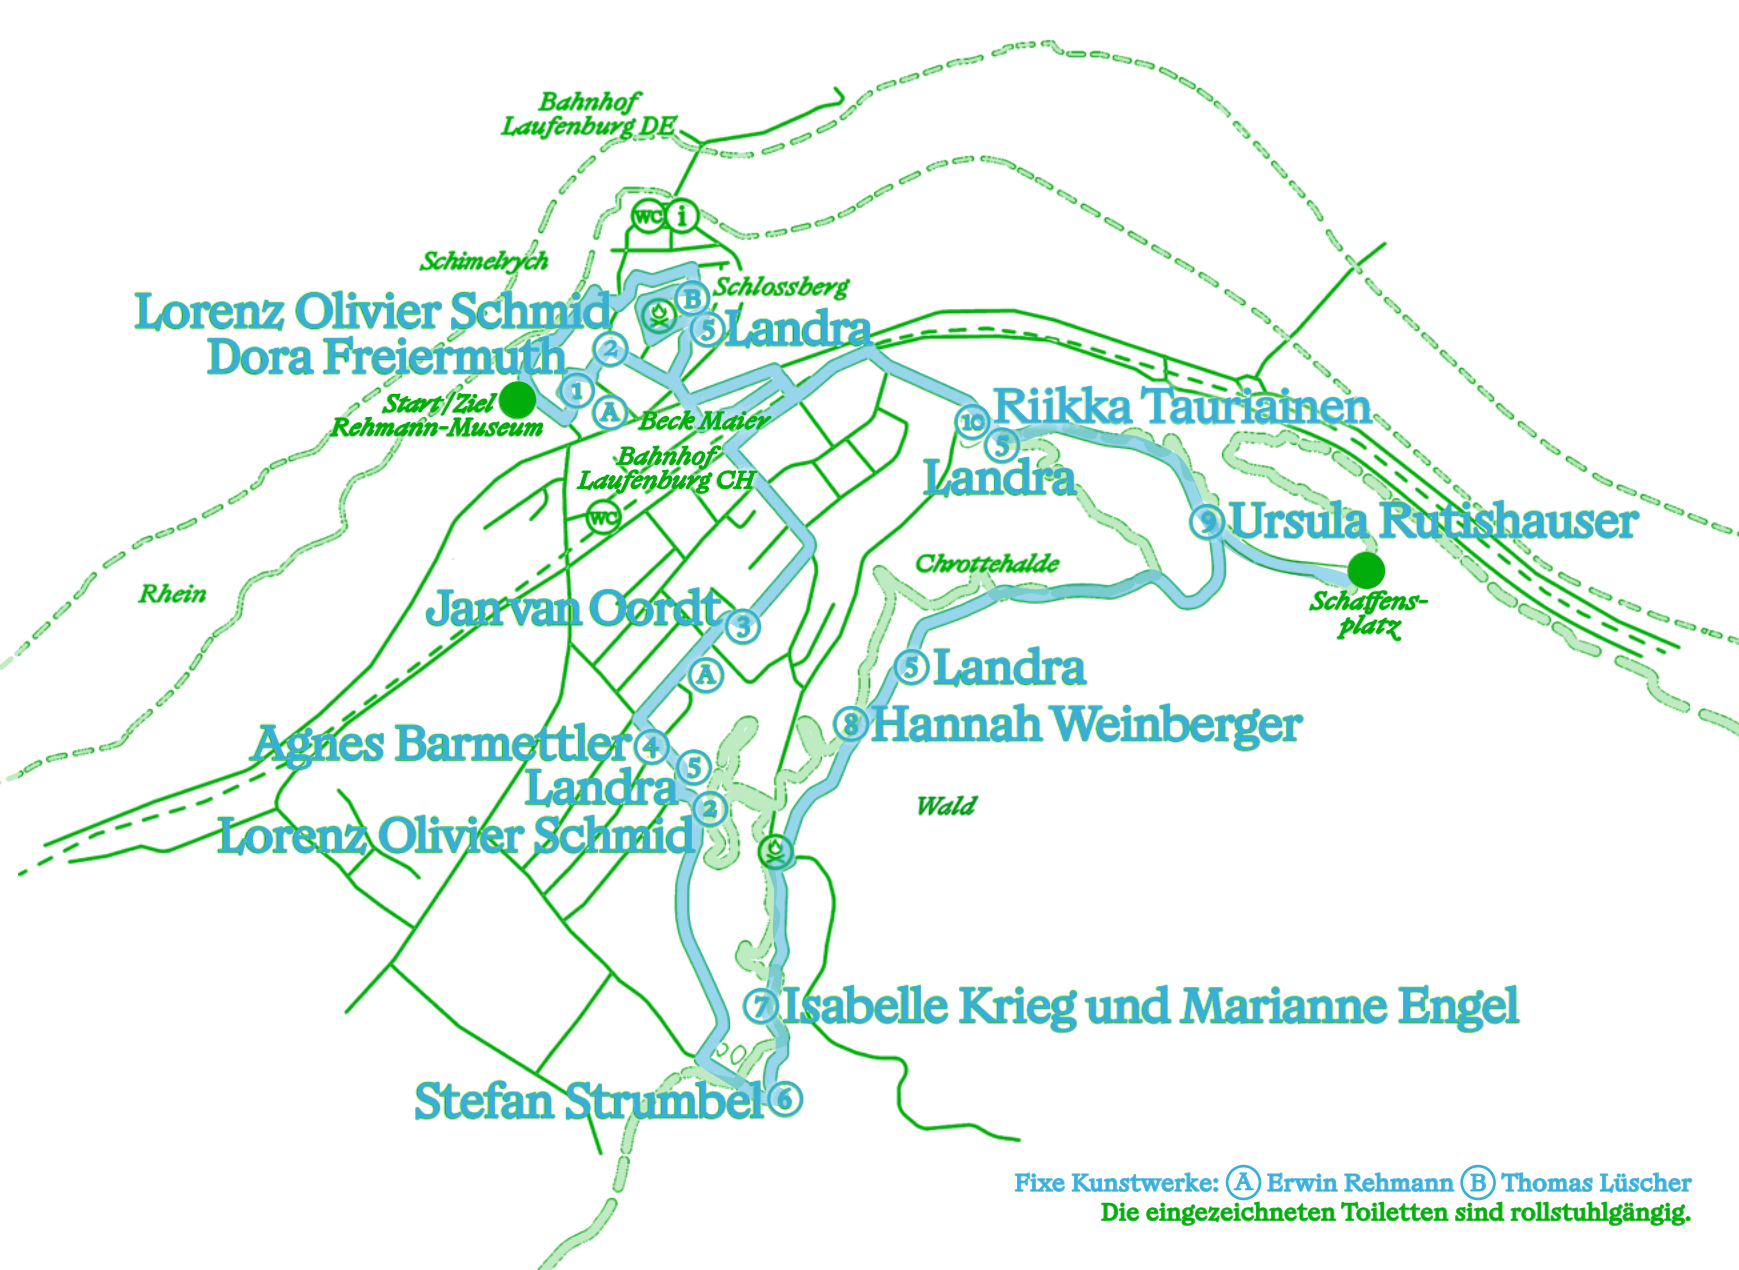 Bahnhof
Laufenburg DE
WC i
Schimelrych
Schlossberg
B
Lorenz Olivier Schmid
2
5 Landra
Dora Freiermuth
1
A
Start/Ziel
Rehmann-Museum
Beck Maier
Bahnhof
Laufenburg CH
WC
10 Riikka Tauriainen
5
Landra
9 Ursula Rutishauser
Chrottehalde
Schaffens-
platz
Rhein
Jan van Oordt 3
A
5 Landra
8 Hannah Weinberger
Agnes Barmettler 4
5
Landra
2
Lorenz Olivier Schmid
Wald
7 Isabelle Krieg und Marianne Engel
Stefan Strumbel 6
Fixe Kunstwerke: A Erwin Rehmann B Thomas Lüscher
Die eingezeichneten Toiletten sind rollstuhlgängig.